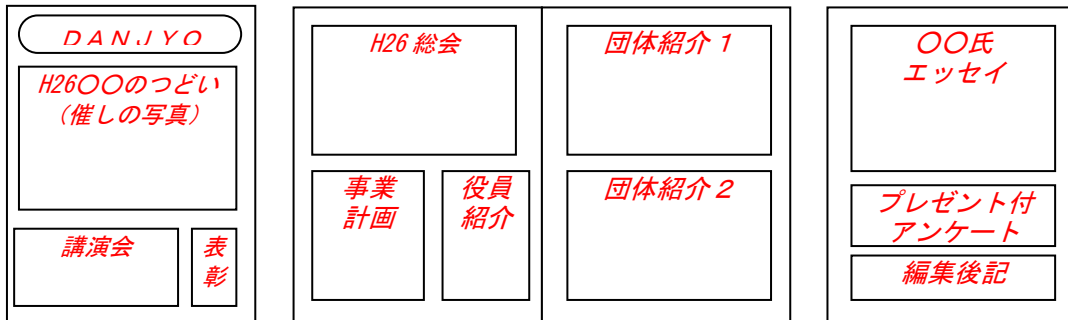 DANJYO
H26〇〇のつどい
（催しの写真）
講演会
表
彰
H26 総会
事業
計画
役員
紹介
団体紹介 1
団体紹介 2
〇〇氏
エッセイ
プレゼント付
アンケート
編集後記